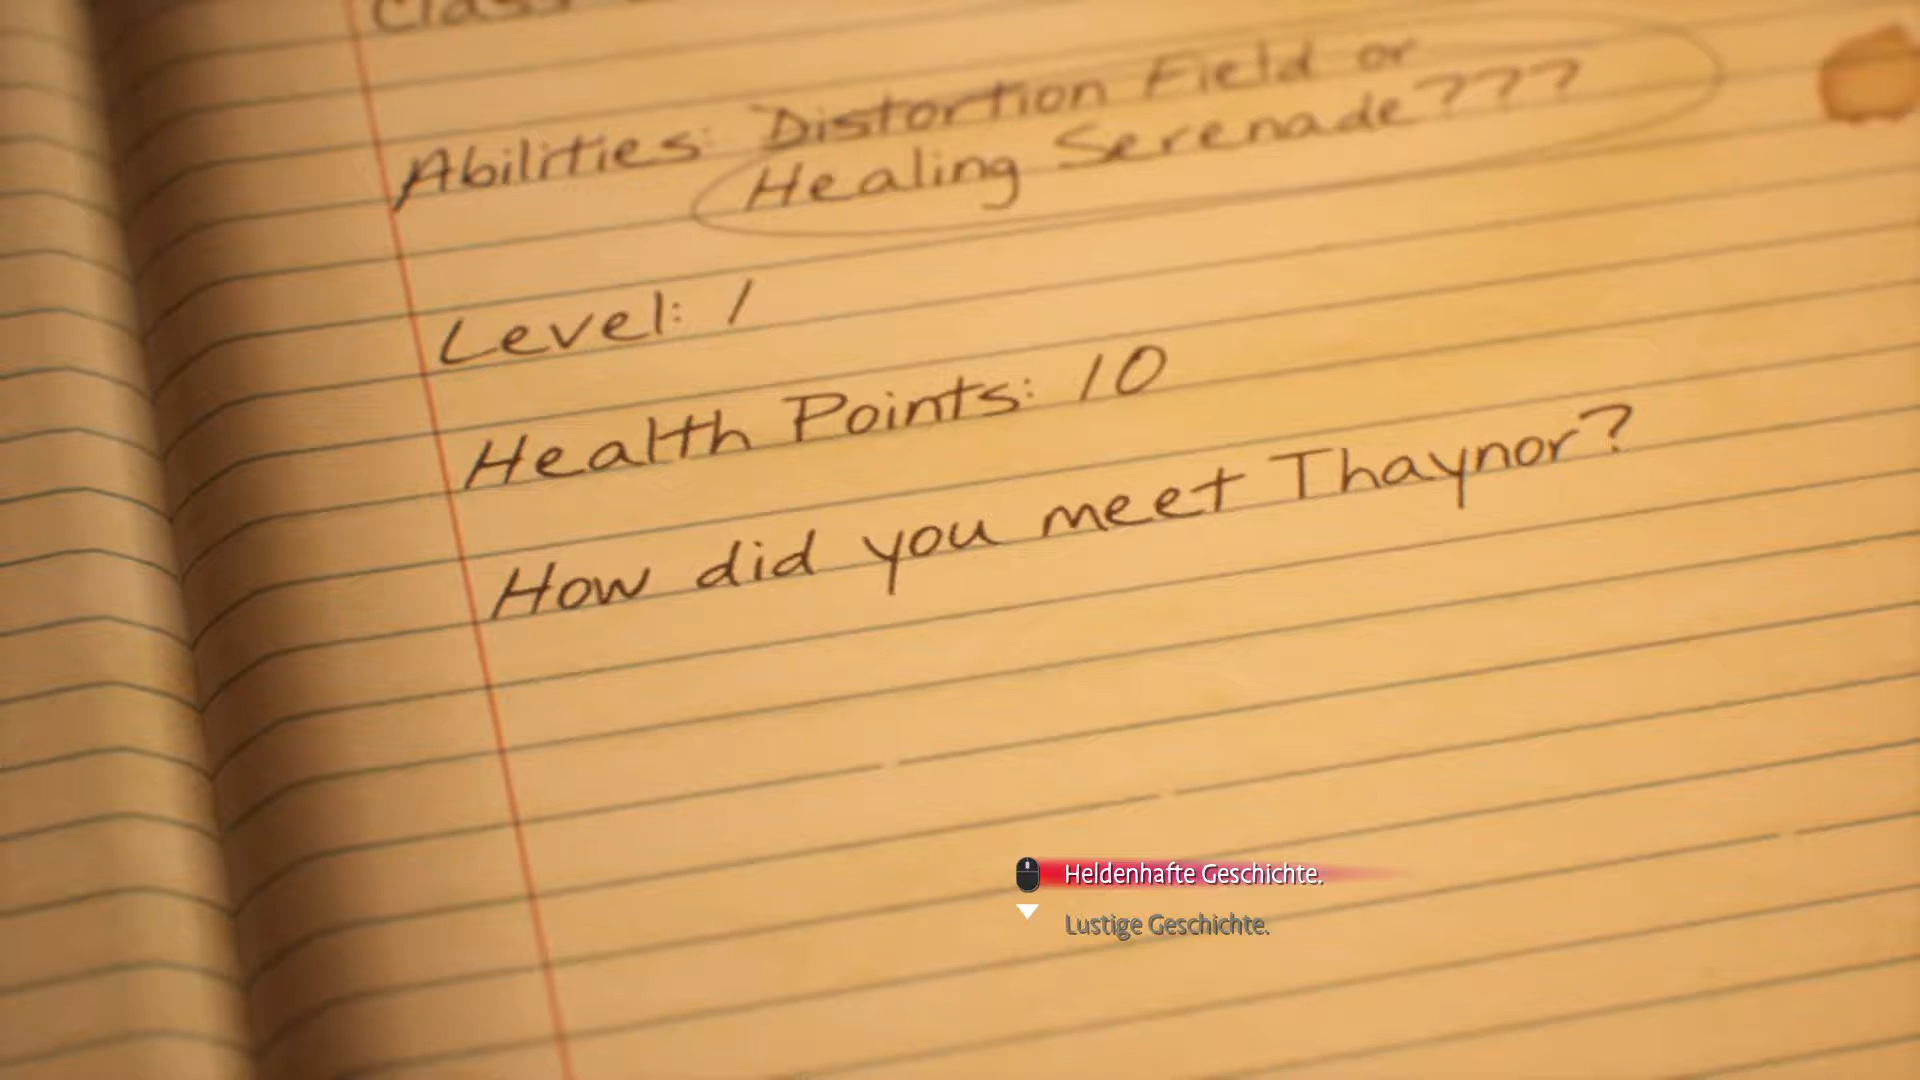 Class
Abilities: Distortion Field or
Healing Serenade???
Level: 1
Health Points: 10
How did you meet Thaynor?
Heldenhafte Geschichte.
Lustige Geschichte.